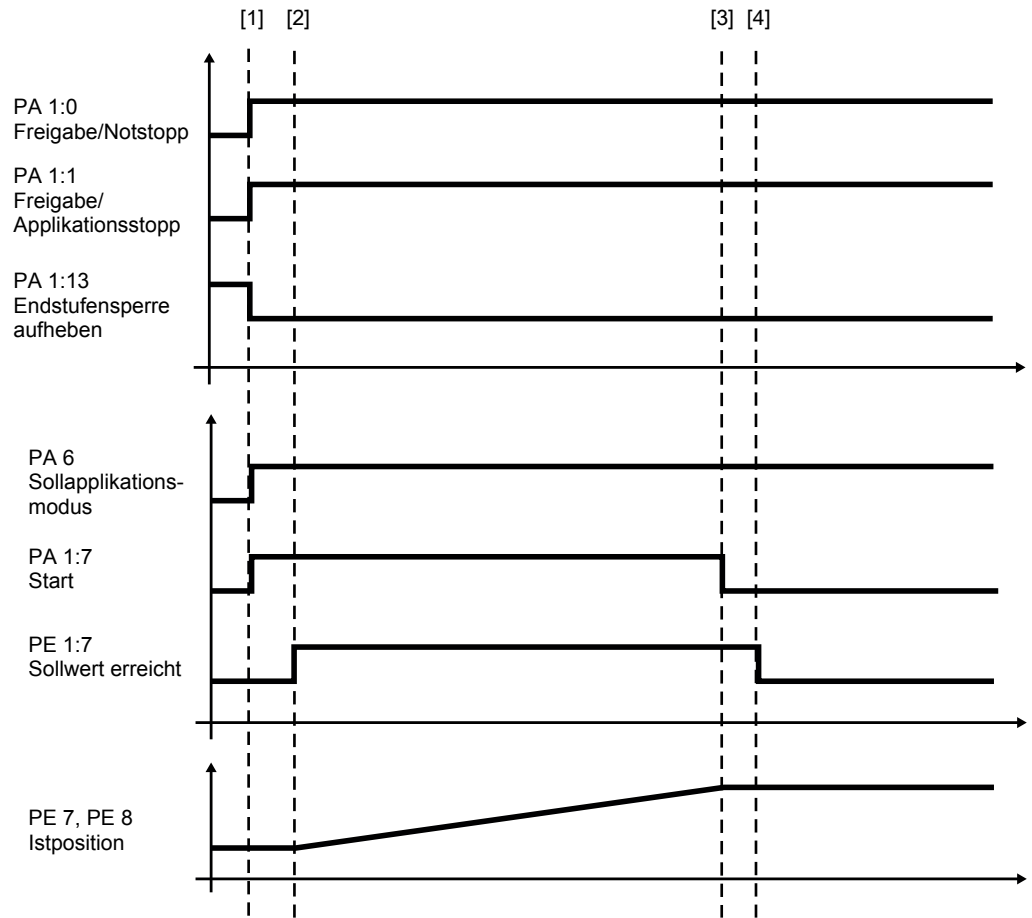 [1] [2] [3] [4]
PA 1:0
Freigabe/Notstopp
PA 1:1
Freigabe/
Applikationsstopp
PA 1:13
Endstufensperre
aufheben
PA 6
Sollapplikations-
modus
PA 1:7
Start
PE 1:7
Sollwert erreicht
PE 7, PE 8
Istposition